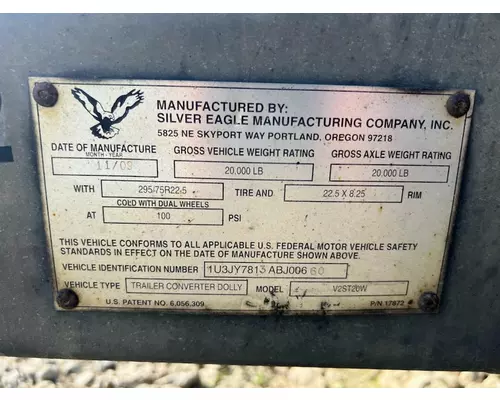 MANUFACTURED BY:
SILVER EAGLE MANUFACTURING COMPANY, INC.
5825 NE SKYPORT WAY PORTLAND, OREGON 97218
DATE OF MANUFACTURE GROSS VEHICLE WEIGHT RATING GROSS AXLE WEIGHT RATING
MONTH - YEAR
11/09 20,000 LB 20,000 LB
WITH 295/75R22.5 TIRE AND 22.5 X 8.25 RIM
COLD WITH DUAL WHEELS
AT 100 PSI
THIS VEHICLE CONFORMS TO ALL APPLICABLE U.S. FEDERAL MOTOR VEHICLE SAFETY
STANDARDS IN EFFECT ON THE DATE OF MANUFACTURE SHOWN ABOVE.
VEHICLE IDENTIFICATION NUMBER 1U3JY7813ABJ006
VEHICLE TYPE TRAILER CONVERTER DOLLY MODEL V2ST20W
U.S. PATENT NO. 6,056,309 P/N 17872